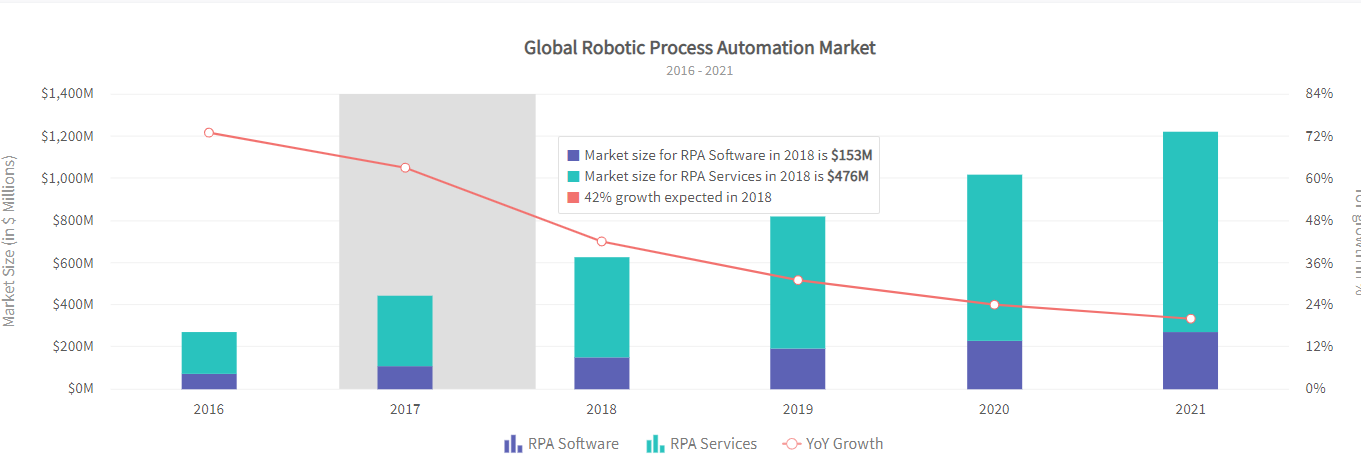 Global Robotic Process Automation Market
2016 - 2021
Market Size (in $ Millions)
$1,400M
$1,200M
$1,000M
$800M
$600M
$400M
$200M
$0M
84%
72%
60%
48%
36%
24%
12%
0%
Market size for RPA Software in 2018 is $153M
Market size for RPA Services in 2018 is $476M
42% growth expected in 2018
2016 2017 2018 2019 2020 2021
RPA Software RPA Services YoY Growth